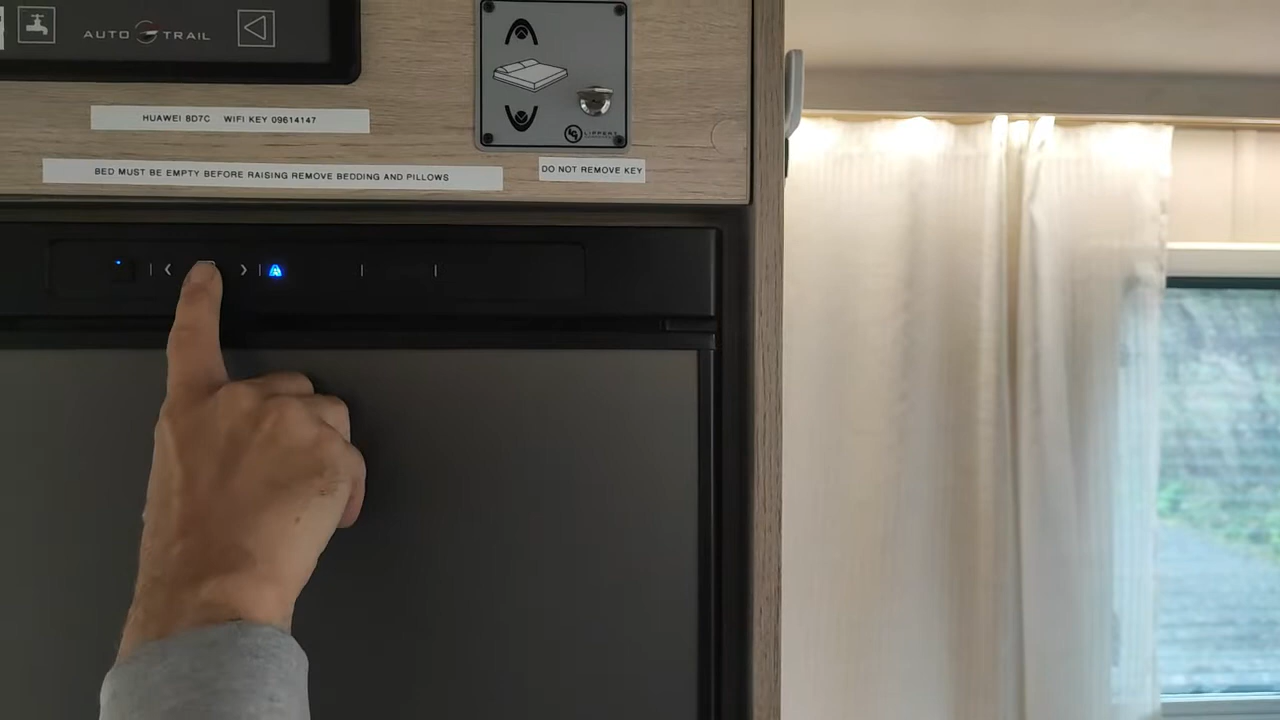 AUTO TRAIL
LIPPERT
HUAWEI 8D7C WIFI KEY 09614147
BED MUST BE EMPTY BEFORE RAISING REMOVE BEDDING AND PILLOWS
DO NOT REMOVE KEY
A